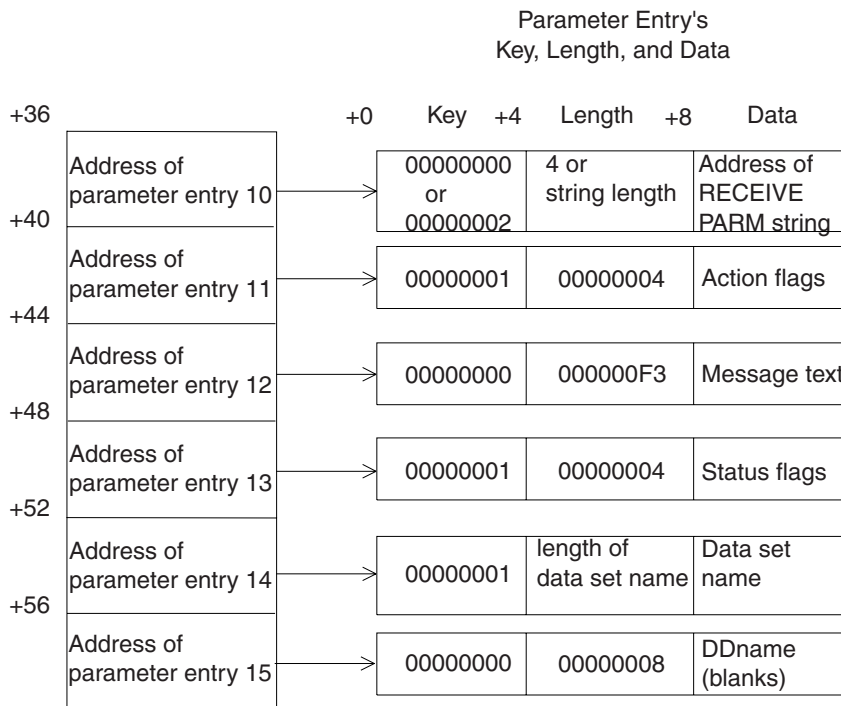 Parameter Entry's
Key, Length, and Data
+36
+0 Key +4 Length +8 Data
Address of
parameter entry 10
00000000
or
00000002
4 or
string length
Address of
RECEIVE
PARM string
+40
Address of
parameter entry 11
00000001
00000004
Action flags
+44
Address of
parameter entry 12
00000000
000000F3
Message text
+48
Address of
parameter entry 13
00000001
00000004
Status flags
+52
Address of
parameter entry 14
00000001
length of
data set name
Data set
name
+56
Address of
parameter entry 15
00000000
00000008
DDname
(blanks)